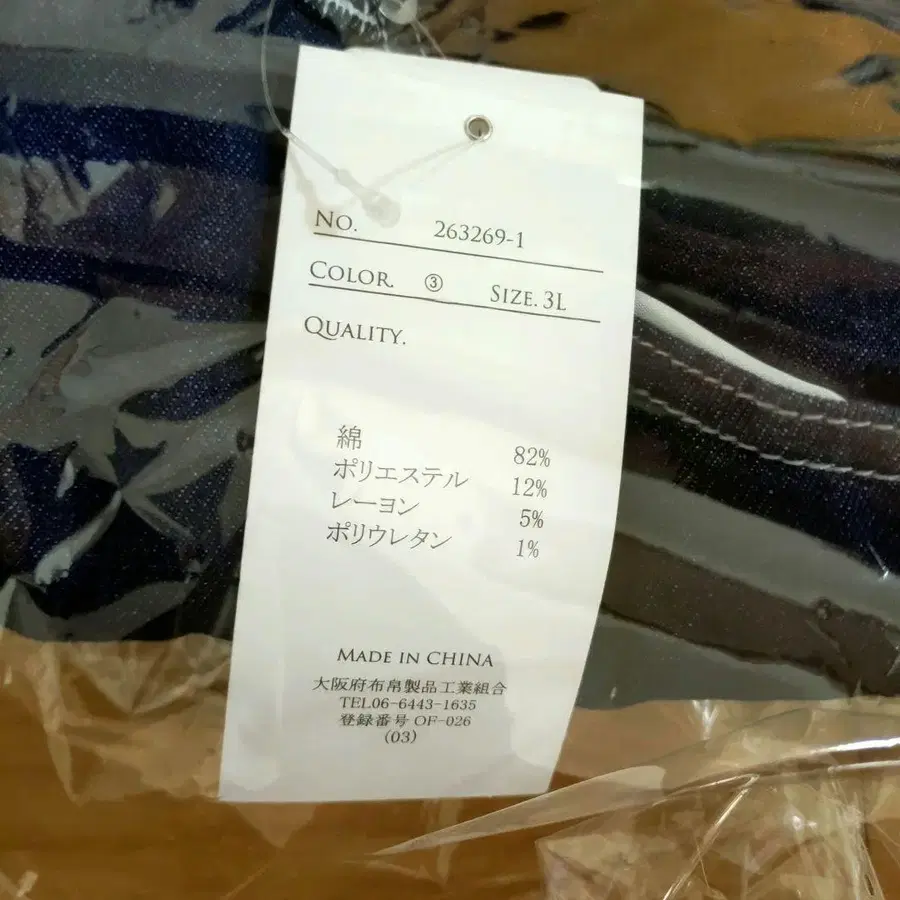 No. 263269-1
Color. ③ Size. 3L
Quality.
綿 82%
ポリエステル 12%
レーヨン 5%
ポリウレタン 1%
Made in China
大阪府布帛製品工業組合
TEL06-6443-1635
登録番号 OF-026
(03)